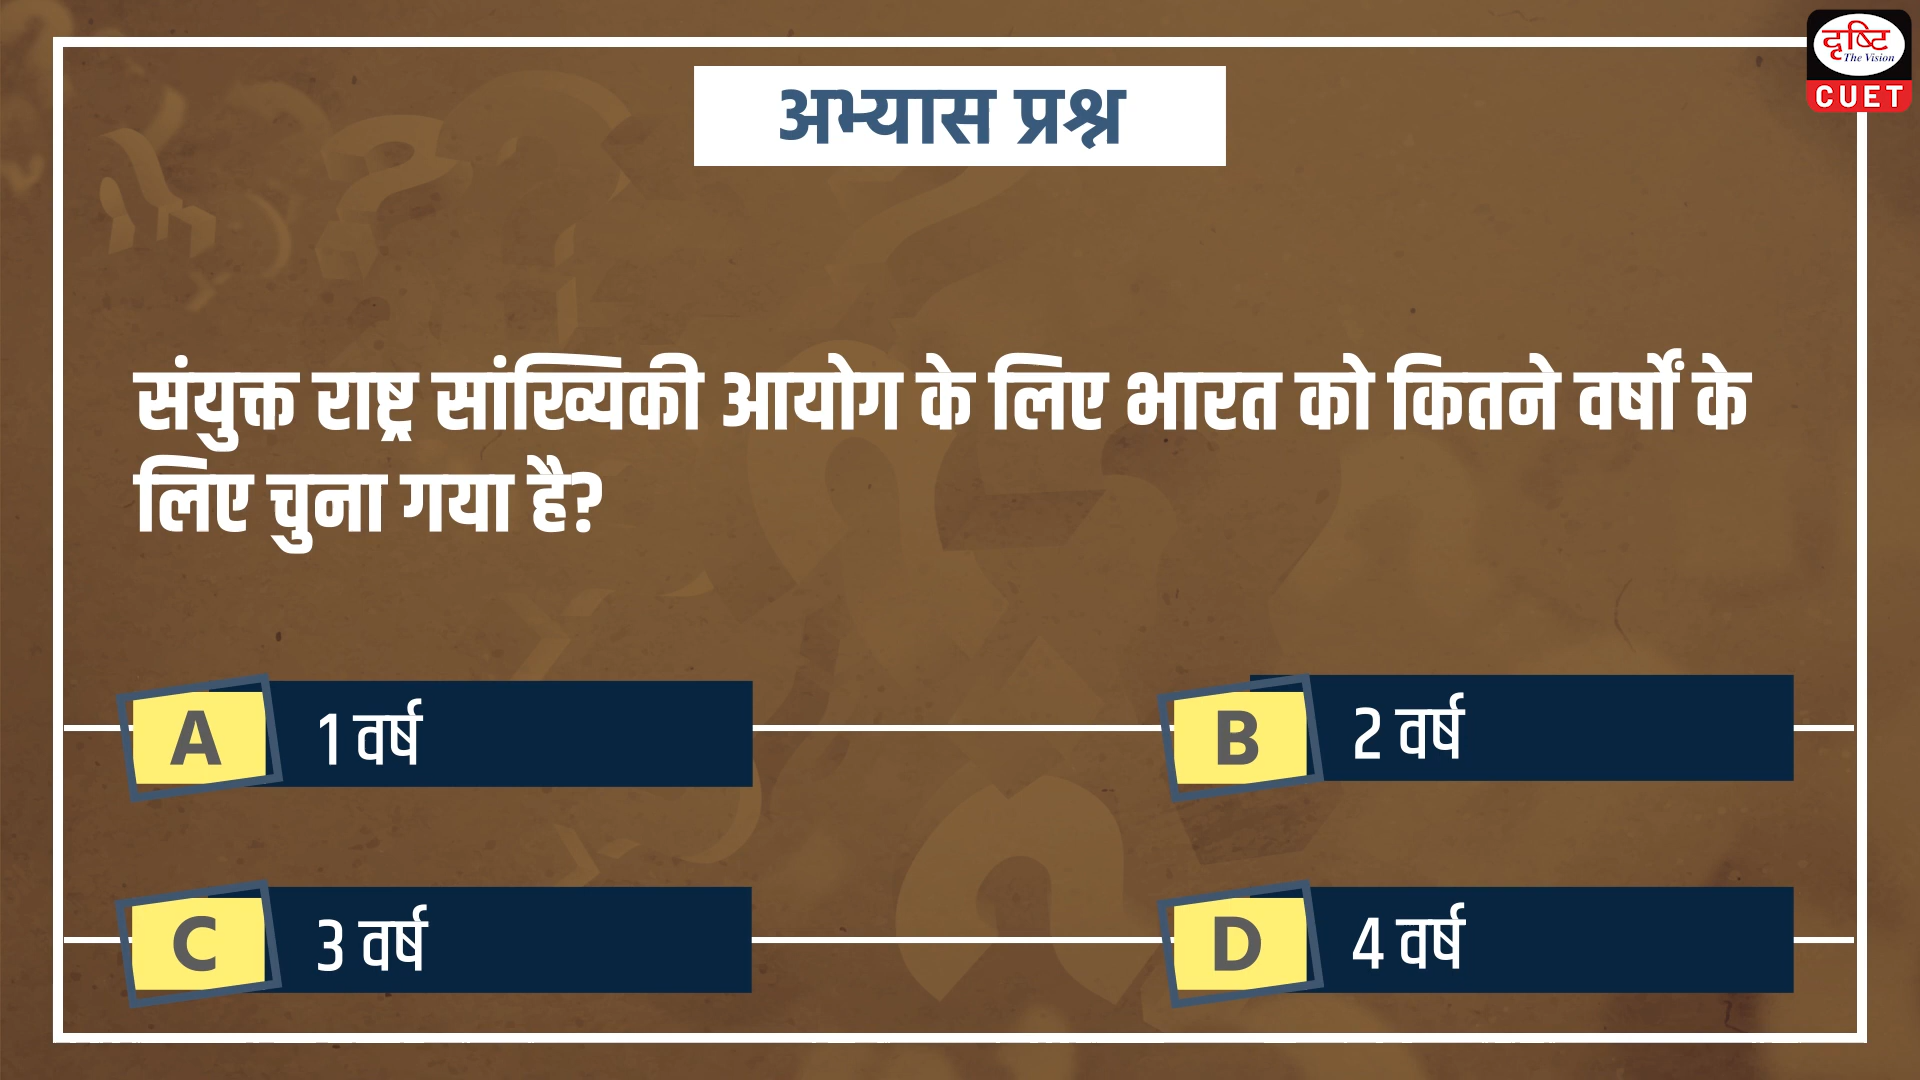 दृष्टि
The Vision
CUET
अभ्यास प्रश्न
संयुक्त राष्ट्र सांख्यिकी आयोग के लिए भारत को कितने वर्षों के
लिए चुना गया है?
A 1 वर्ष
B 2 वर्ष
C 3 वर्ष
D 4 वर्ष